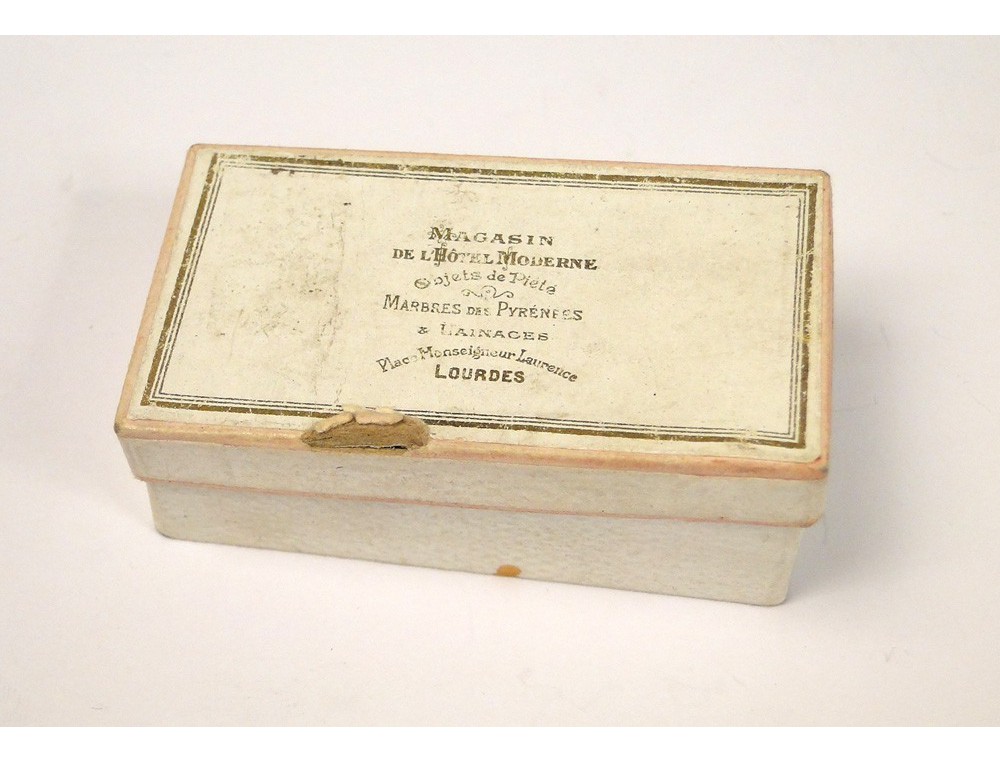 MAGASIN
DE L'HÔTEL MODERNE
Objets de Piété
MARBRES DES PYRÉNÉES
& LAINAGES
Place Monseigneur Laurence
LOURDES